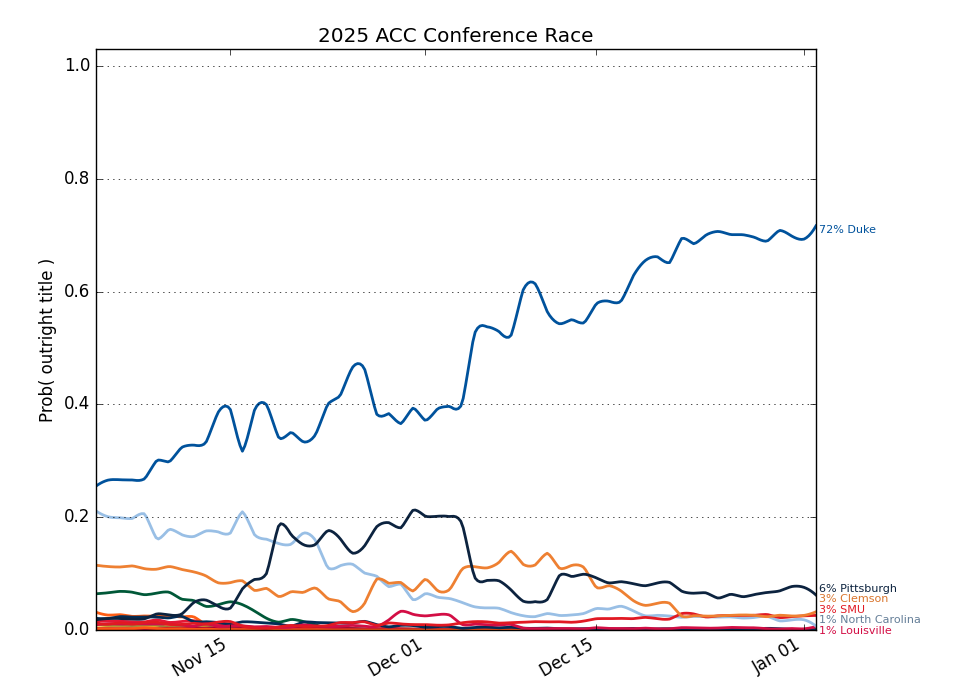 2025 ACC Conference Race
Prob( outright title )
1.0
0.8
0.6
0.4
0.2
0.0
Nov 15
Dec 01
Dec 15
Jan 01
72% Duke
6% Pittsburgh
3% Clemson
3% SMU
1% North Carolina
1% Louisville